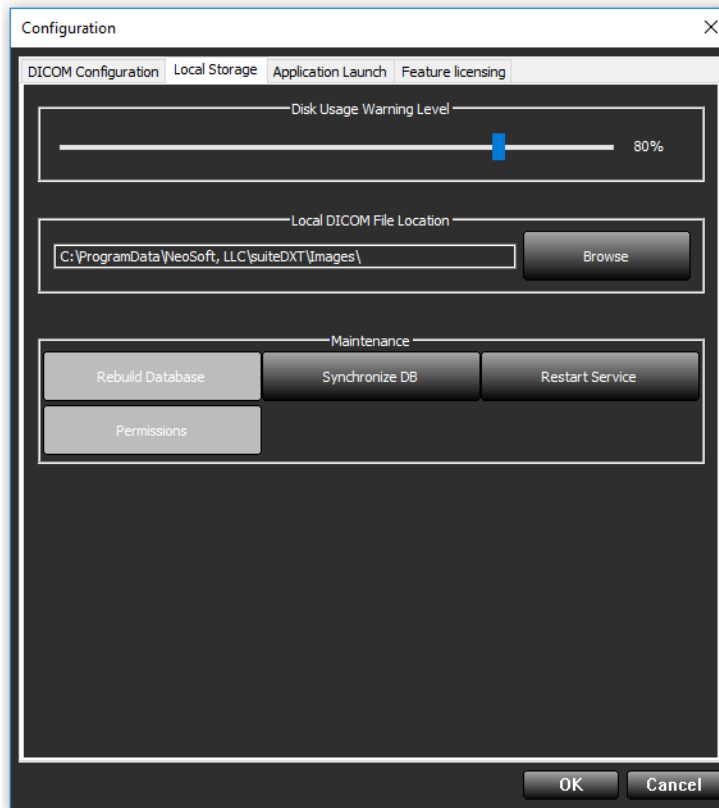 Configuration
DICOM Configuration Local Storage Application Launch Feature licensing
Disk Usage Warning Level
80%
Local DICOM File Location
C:\ProgramData\NeoSoft, LLC\suiteDXT\Images\ Browse
Maintenance
Rebuild Database Synchronize DB Restart Service
Permissions
OK Cancel